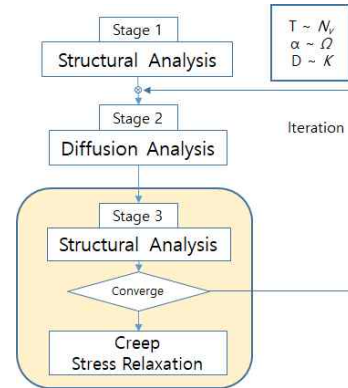 Stage 1
Structural Analysis
T ~ Nv
α ~ Ω
D ~ K
Stage 2
Diffusion Analysis
Iteration
Stage 3
Structural Analysis
Converge
Creep
Stress Relaxation